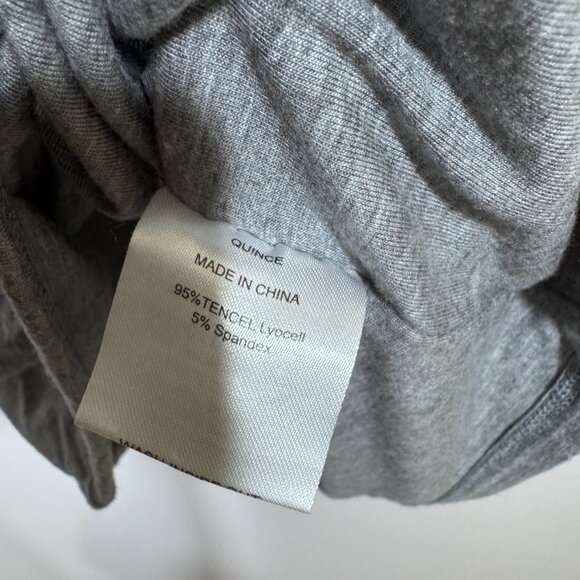 QUINCE
MADE IN CHINA
95%TENCEL Lyocell
5% Spandex